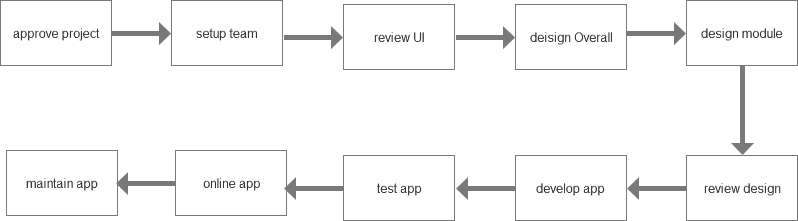 approve project
setup team
review UI
deisign Overall
design module
review design
develop app
test app
online app
maintain app